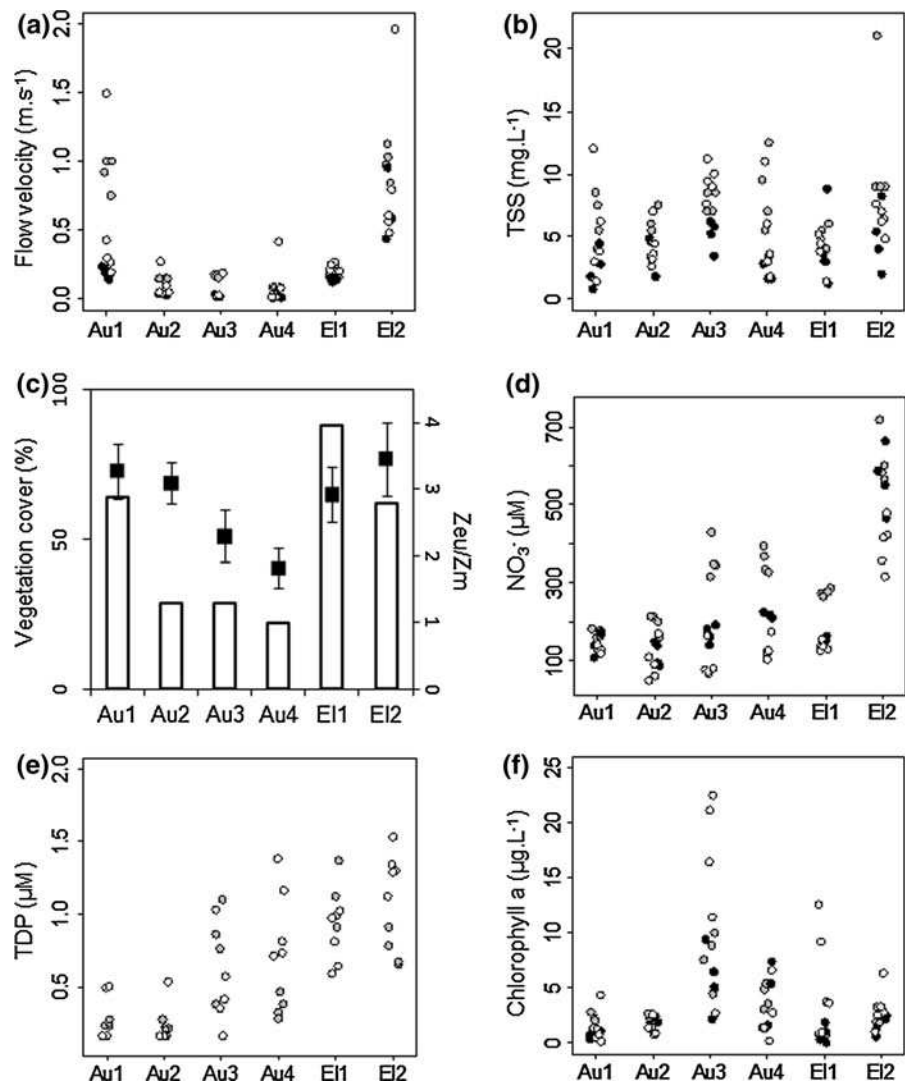 (a)
Flow velocity (m.s⁻¹)
2.0
1.5
1.0
0.5
0.0
Au1 Au2 Au3 Au4 El1 El2
(b)
TSS (mg.L⁻¹)
20
15
10
5
0
Au1 Au2 Au3 Au4 El1 El2
(c)
Vegetation cover (%)
100
50
0
4
3
2
1
0
Zeu/Zm
Au1 Au2 Au3 Au4 El1 El2
(d)
NO₃⁻ (µM)
700
500
300
100
Au1 Au2 Au3 Au4 El1 El2
(e)
TDP (µM)
2.0
1.5
1.0
0.5
Au1 Au2 Au3 Au4 El1 El2
(f)
Chlorophyll a (µg.L⁻¹)
25
20
15
10
5
0
Au1 Au2 Au3 Au4 El1 El2